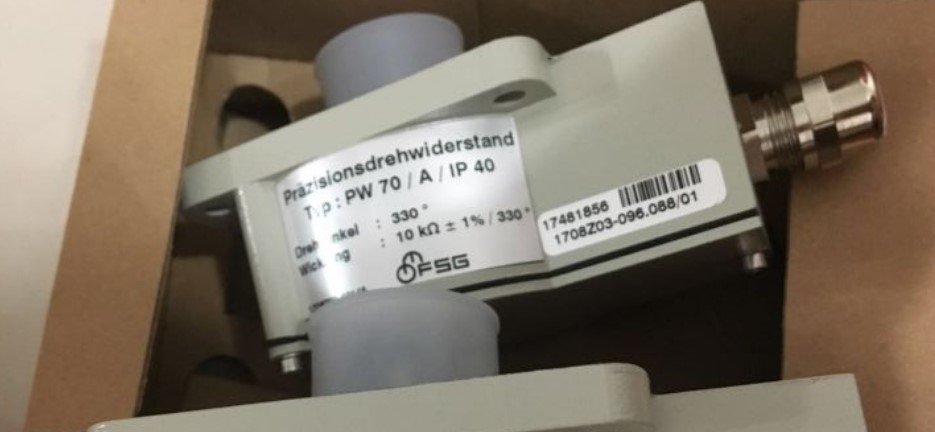 Präzisionsdrehwiderstand
Typ : PW 70 / A / IP 40
: 330°
: 10 kΩ ± 1% / 330°
FSG
17481856
1708Z03-096.088/01